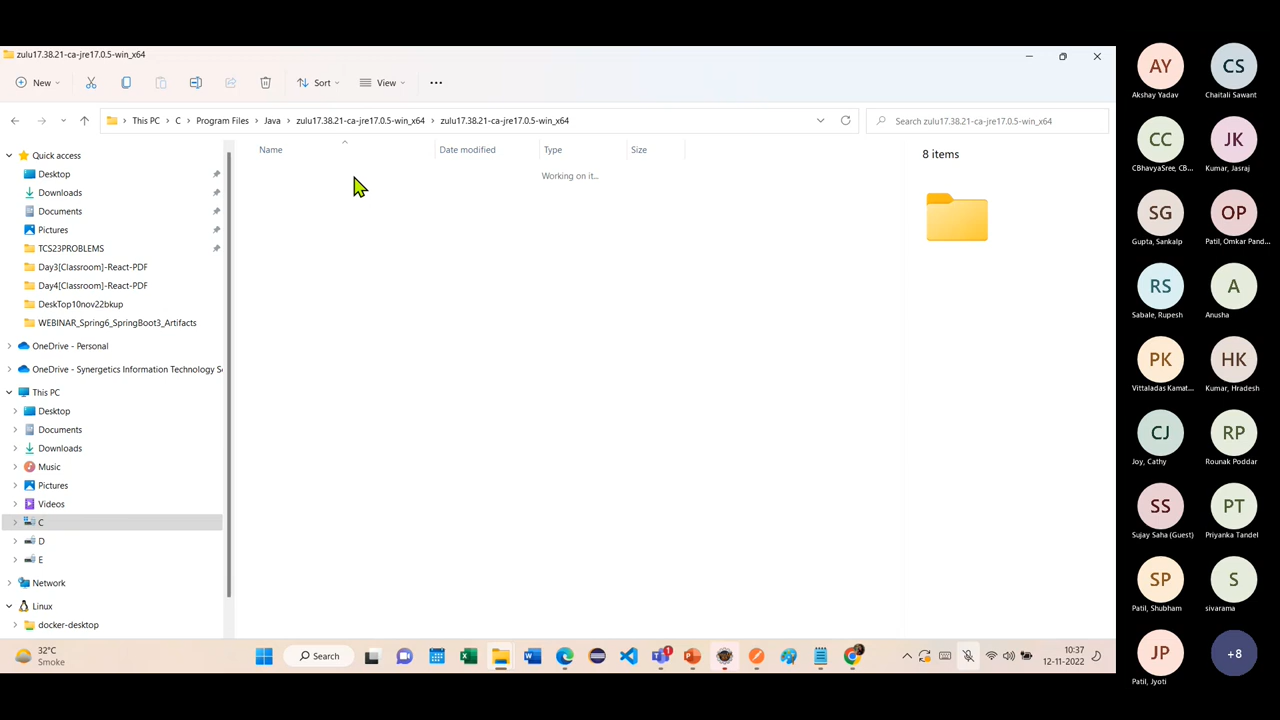 zulu17.38.21-ca-jre17.0.5-win_x64
New
Sort
View
This PC
C
Program Files
Java
zulu17.38.21-ca-jre17.0.5-win_x64
zulu17.38.21-ca-jre17.0.5-win_x64
Search zulu17.38.21-ca-jre17.0.5-win_x64
Name
Date modified
Type
Size
Working on it...
8 items
Quick access
Desktop
Downloads
Documents
Pictures
TCS23PROBLEMS
Day3[Classroom]-React-PDF
Day4[Classroom]-React-PDF
DeskTop10nov22bkup
WEBINAR_Spring6_SpringBoot3_Artifacts
OneDrive - Personal
OneDrive - Synergetics Information Technology Se
This PC
Desktop
Documents
Downloads
Music
Pictures
Videos
C
D
E
Network
Linux
docker-desktop
32°C
Smoke
Search
1
10:37
12-11-2022
AY
Akshay Yadav
CS
Chaitali Sawant
CC
CBhavyaSree, CB...
JK
Kumar, Jasraj
SG
Gupta, Sankalp
OP
Patil, Omkar Pand...
RS
Sabale, Rupesh
A
Anusha
PK
Vittaladas Kamat...
HK
Kumar, Hradesh
CJ
Joy, Cathy
RP
Rounak Poddar
SS
Sujay Saha (Guest)
PT
Priyanka Tandel
SP
Patil, Shubham
S
sivarama
JP
Patil, Jyoti
+8